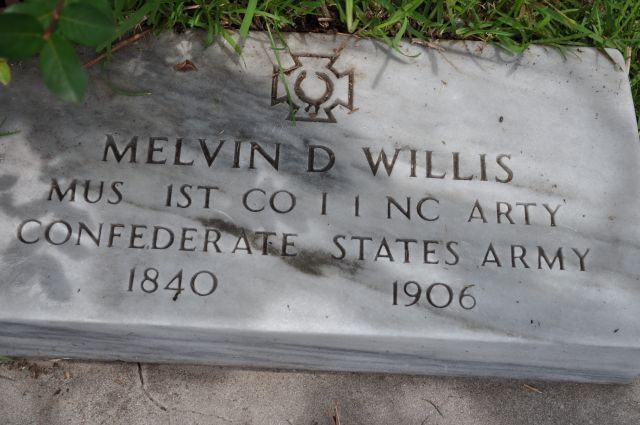 MELVIN D WILLIS
MUS 1ST CO I 1 NC ARTY
CONFEDERATE STATES ARMY
1840 1906